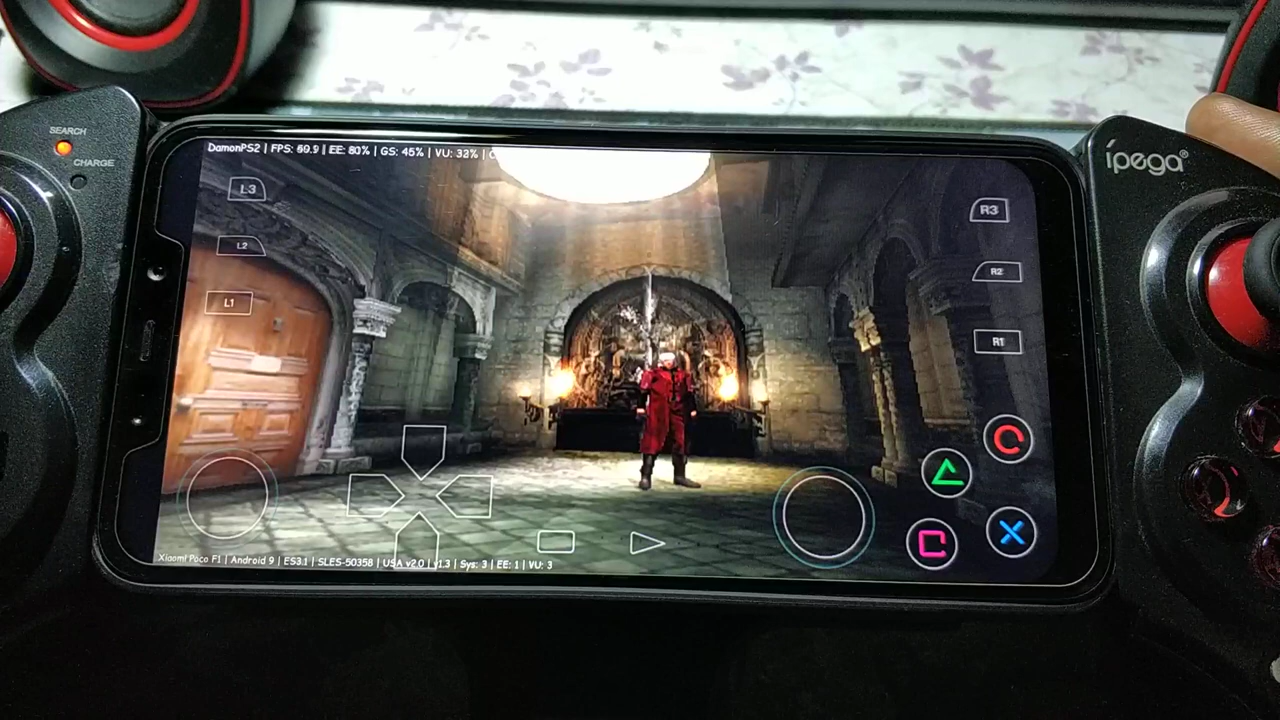 SEARCH
CHARGE
ípega®
DamonPS2 | FPS: 59.9 | EE: 80% | GS: 45% | VU: 32% | C
L3
R3
L2
R2
L1
R1
Xiaomi Poco F1 | Android 9 | ES3.1 | SLES-50358 | USA v2.0 | v1.3 | Sys: 3 | EE: 1 | VU: 3